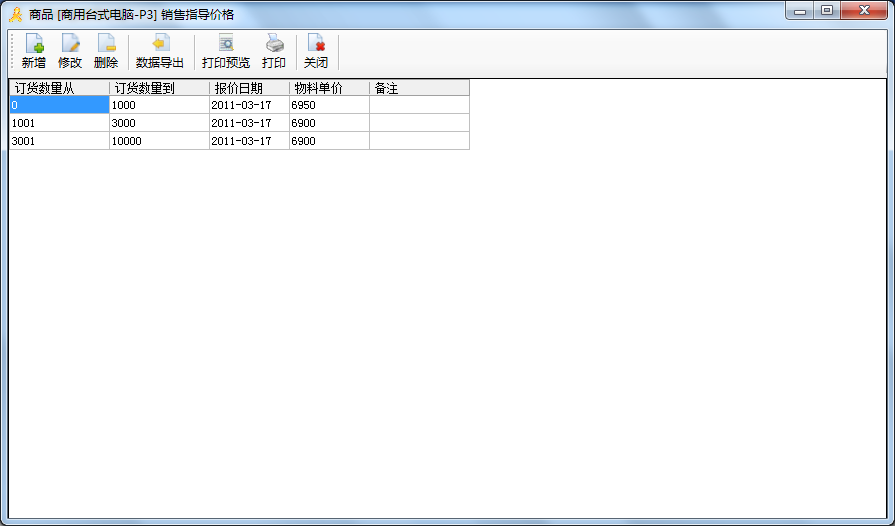 商品 [商用台式电脑-P3] 销售指导价格
新增 修改 删除 数据导出 打印预览 打印 关闭
订货数量从 订货数量到 报价日期 物料单价 备注
0 1000 2011-03-17 6950
1001 3000 2011-03-17 6900
3001 10000 2011-03-17 6900